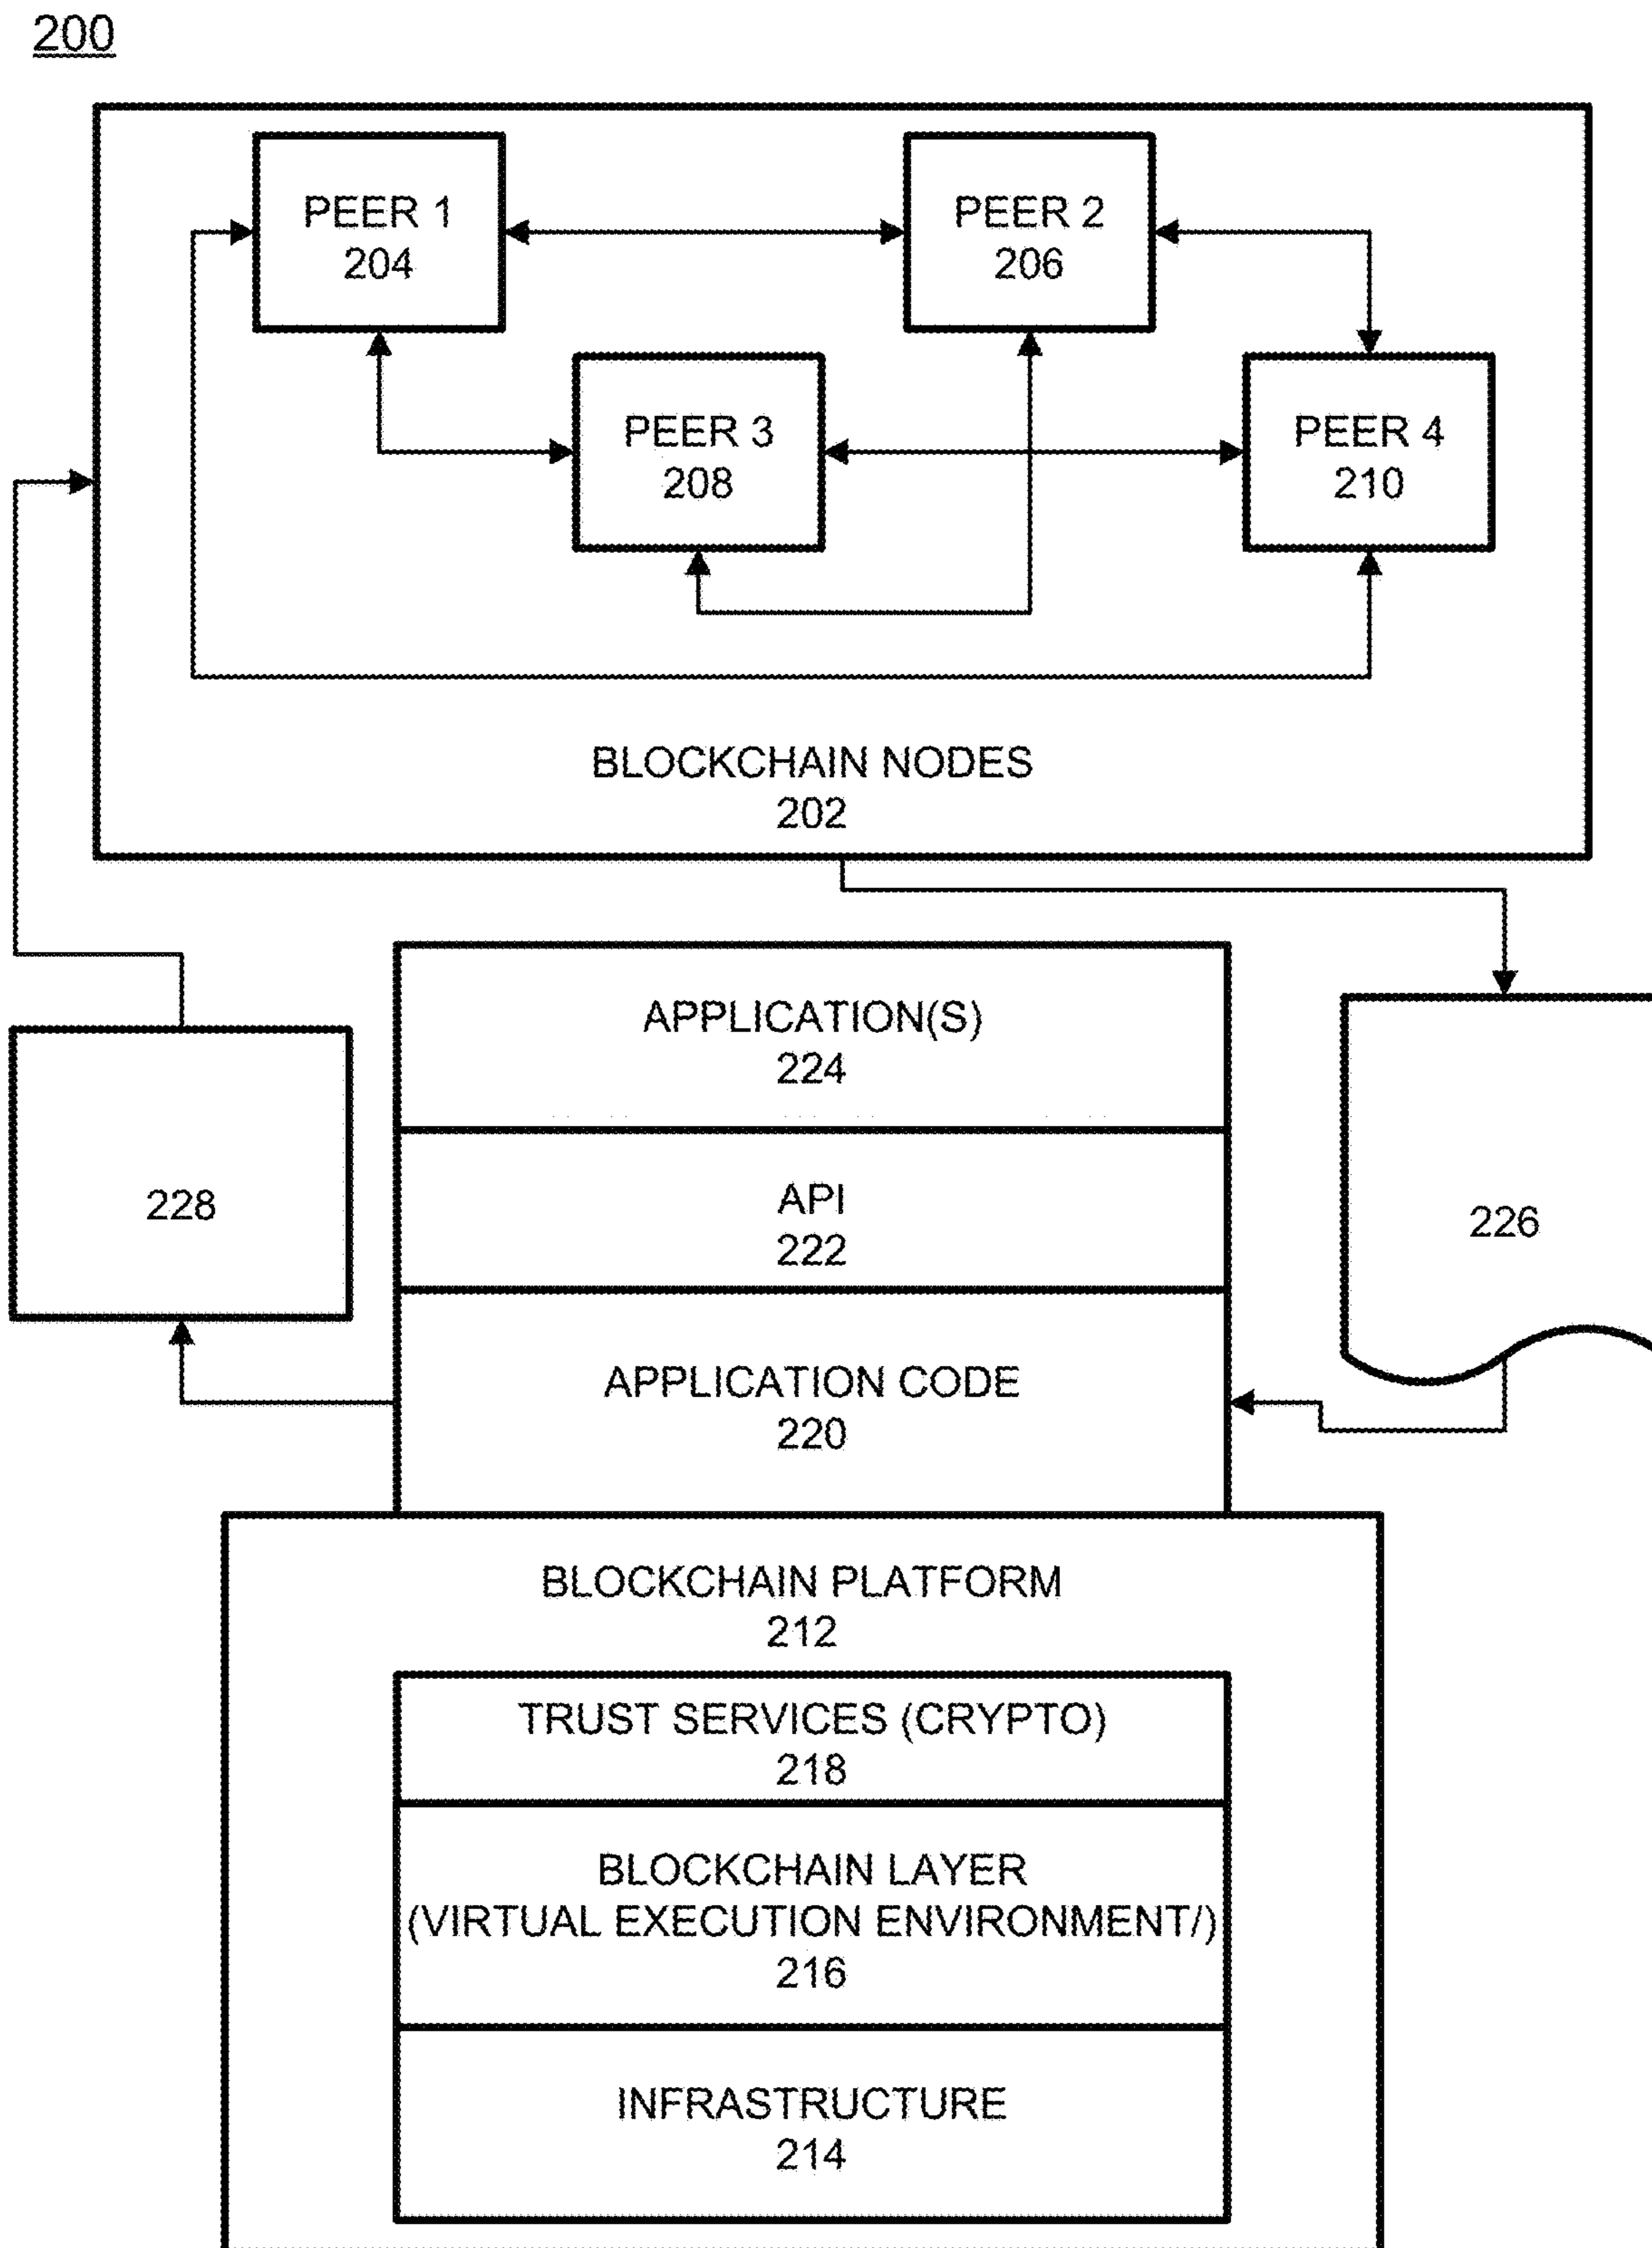 200
PEER 1
204
PEER 2
206
PEER 3
208
PEER 4
210
BLOCKCHAIN NODES
202
APPLICATION(S)
224
API
222
228
226
APPLICATION CODE
220
BLOCKCHAIN PLATFORM
212
TRUST SERVICES (CRYPTO)
218
BLOCKCHAIN LAYER
(VIRTUAL EXECUTION ENVIRONMENT/)
216
INFRASTRUCTURE
214